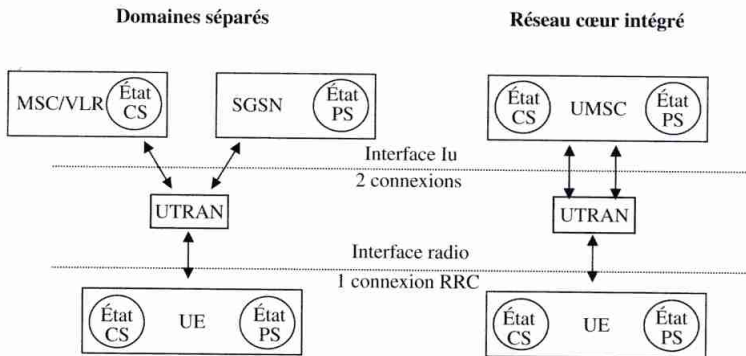 Domaines séparés
Réseau cœur intégré
MSC/VLR
État
CS
SGSN
État
PS
État
CS
UMSC
État
PS
Interface Iu
2 connexions
UTRAN
UTRAN
Interface radio
1 connexion RRC
État
CS
UE
État
PS
État
CS
UE
État
PS